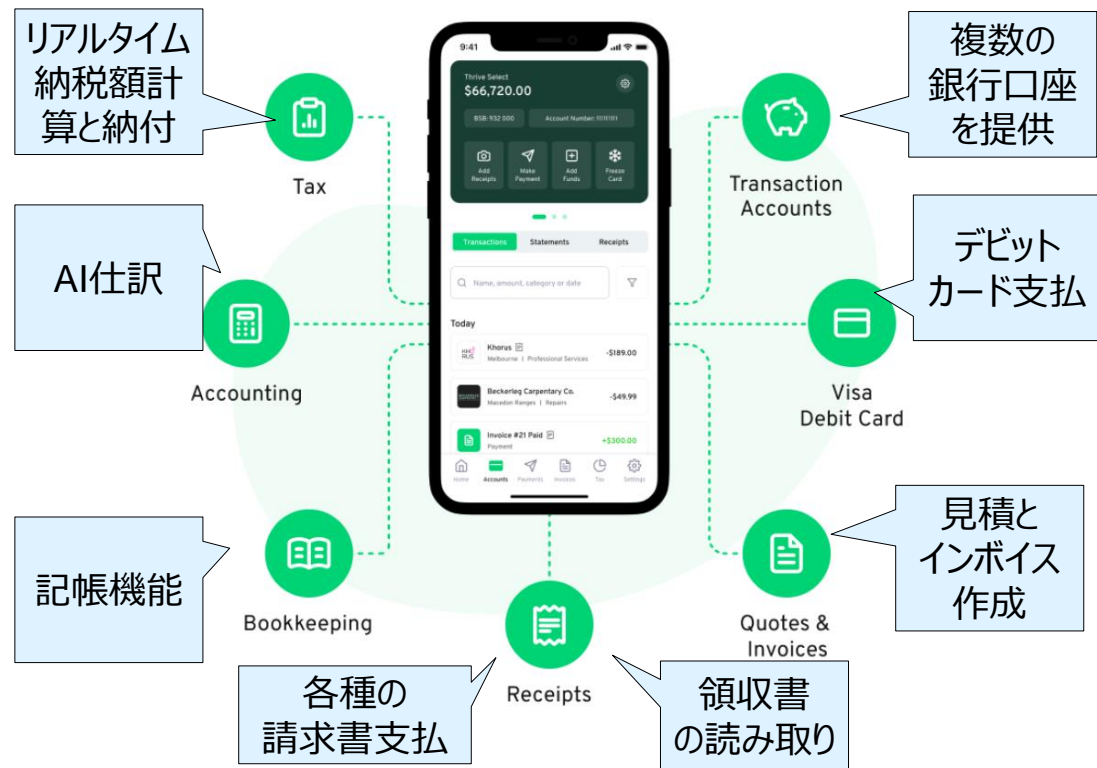 リアルタイム
納税額計
算と納付
Tax
AI仕訳
Accounting
記帳機能
Bookkeeping
9:41
Thrive Select
$66,720.00
BSB: 932 000
Account Number: 11111111
Add
Receipts
Make
Payment
Add
Funds
Freeze
Card
Transactions
Statements
Receipts
Name, amount, category or date
Today
KHO
RUS
Khorus
Melbourne | Professional Services
-$189.00
Beckerleg Carpentary Co.
Macedon Ranges | Repairs
-$49.99
Invoice #21 Paid
Payment
+$300.00
Home
Accounts
Payments
Invoices
Tax
Settings
複数の
銀行口座
を提供
Transaction
Accounts
デビット
カード支払
Visa
Debit Card
見積と
インボイス
作成
Quotes &
Invoices
Receipts
各種の
請求書支払
領収書
の読み取り